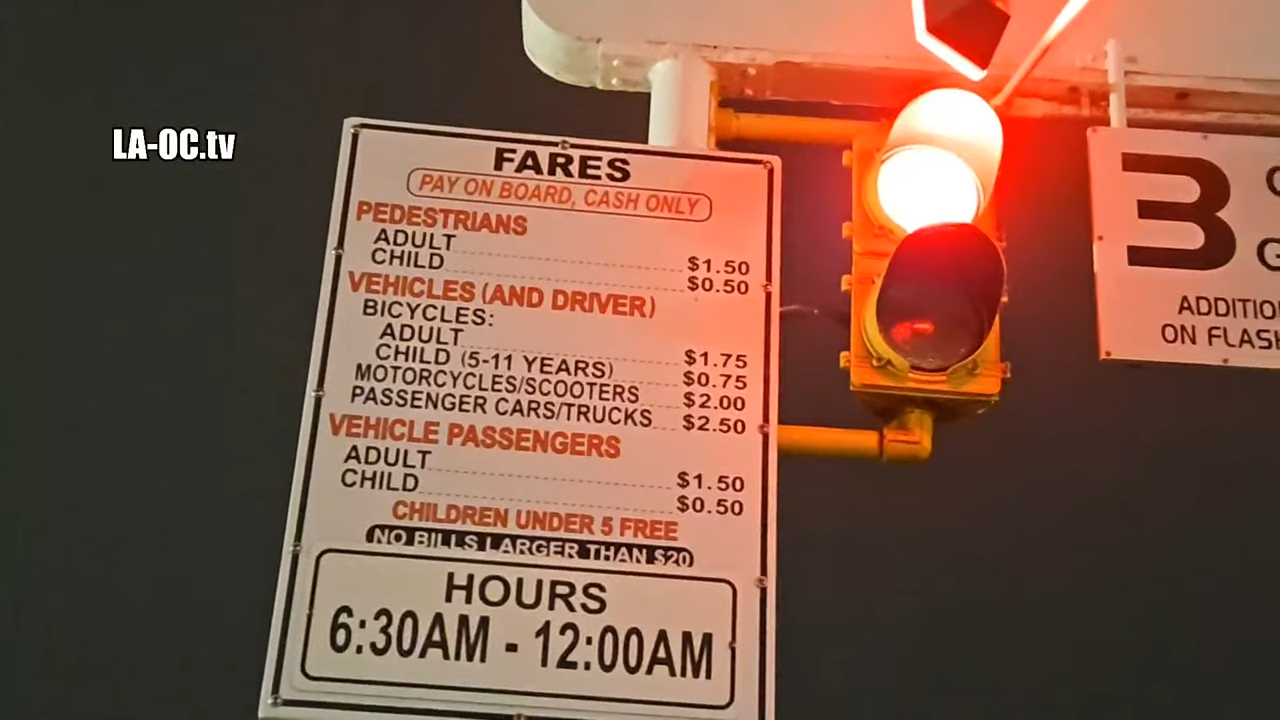 LA-OC.tv
FARES
PAY ON BOARD, CASH ONLY
PEDESTRIANS
ADULT $1.50
CHILD $0.50
VEHICLES (AND DRIVER)
BICYCLES:
ADULT $1.75
CHILD (5-11 YEARS) $0.75
MOTORCYCLES/SCOOTERS $2.00
PASSENGER CARS/TRUCKS $2.50
VEHICLE PASSENGERS
ADULT $1.50
CHILD $0.50
CHILDREN UNDER 5 FREE
NO BILLS LARGER THAN $20
HOURS
6:30AM - 12:00AM
3
ON